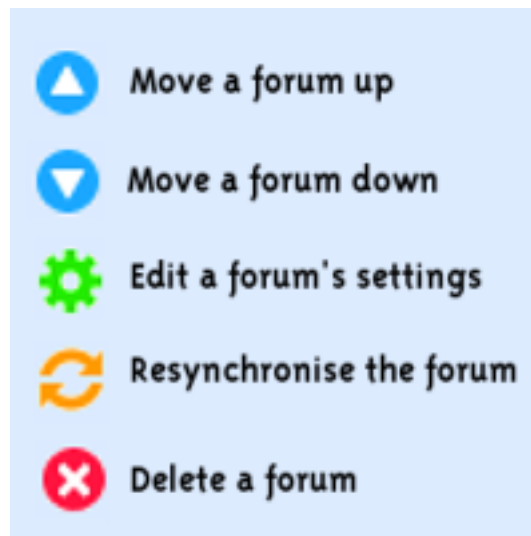 Move a forum up
Move a forum down
Edit a forum's settings
Resynchronise the forum
Delete a forum